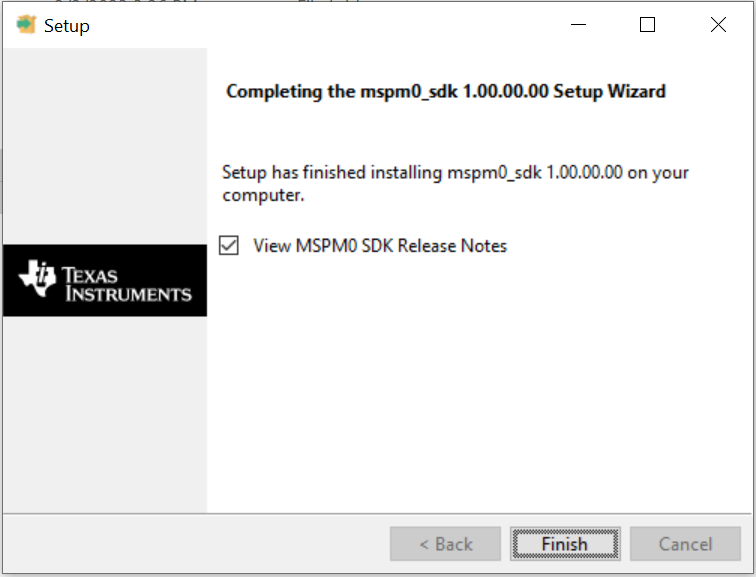 Setup
Completing the mspm0_sdk 1.00.00.00 Setup Wizard
Setup has finished installing mspm0_sdk 1.00.00.00 on your
computer.
View MSPM0 SDK Release Notes
TEXAS
INSTRUMENTS
< Back
Finish
Cancel